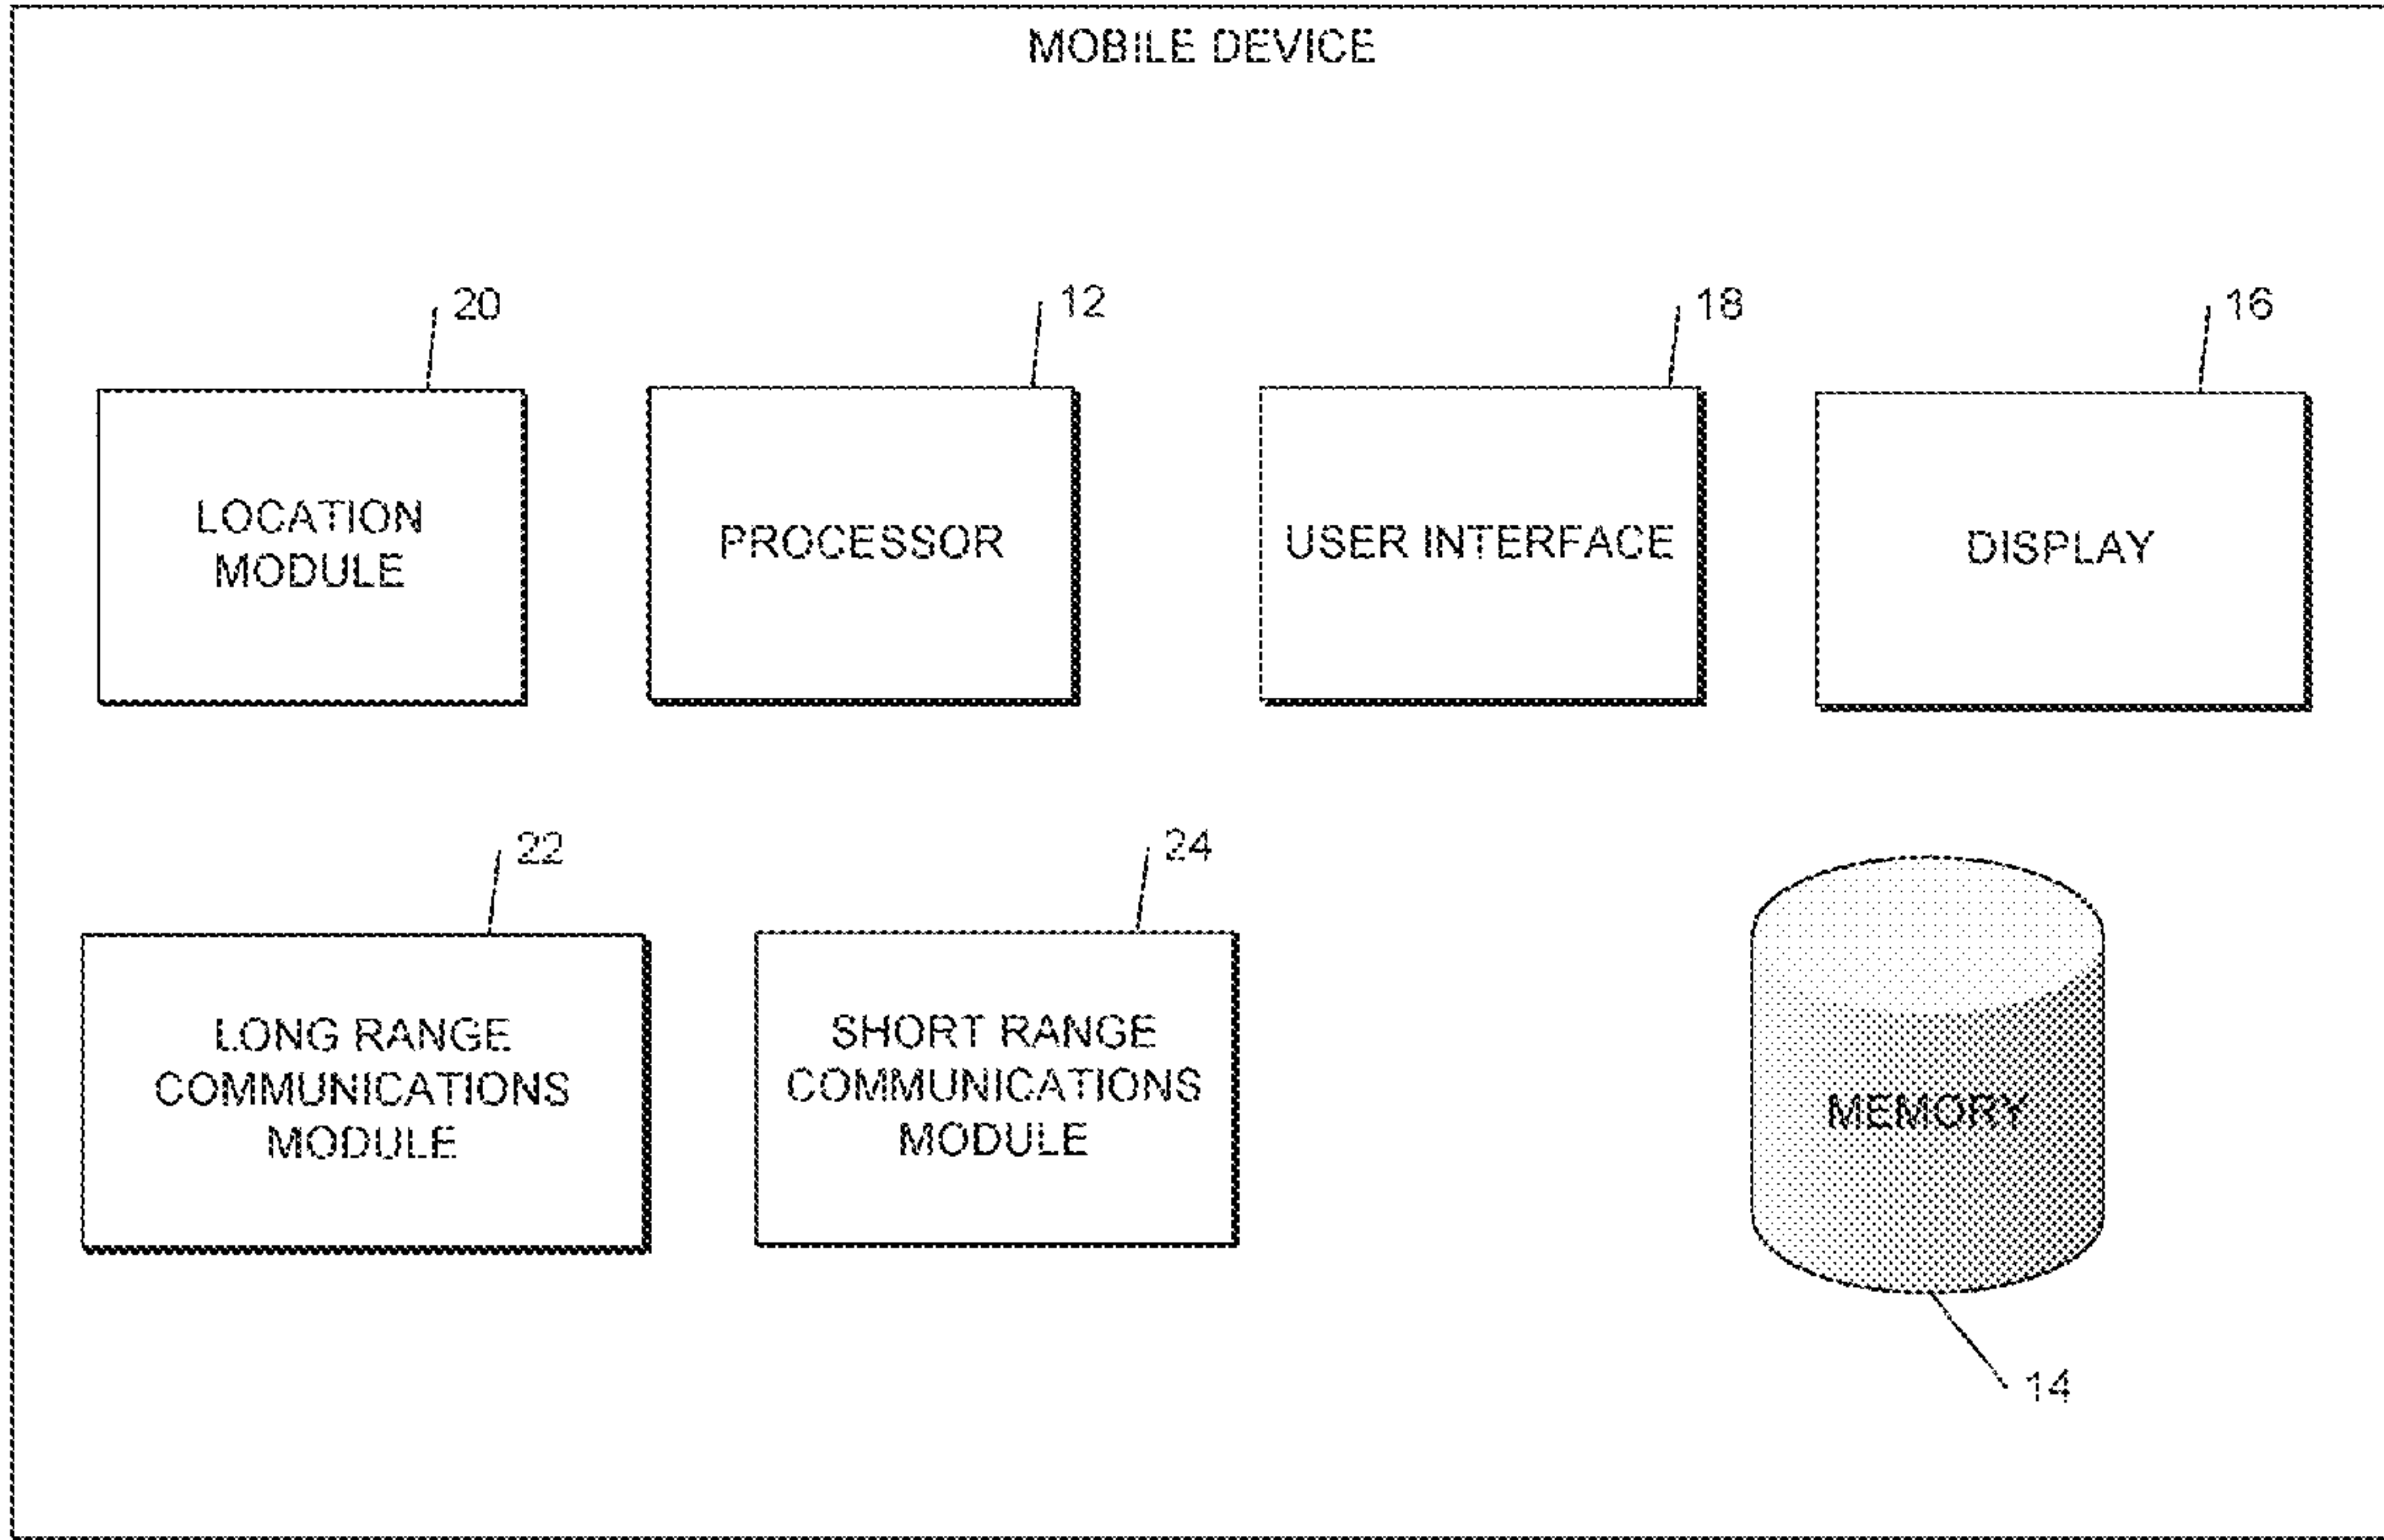 MOBILE DEVICE
20
12
18
16
LOCATION
MODULE
PROCESSOR
USER INTERFACE
DISPLAY
22
24
LONG RANGE
COMMUNICATIONS
MODULE
SHORT RANGE
COMMUNICATIONS
MODULE
MEMORY
14